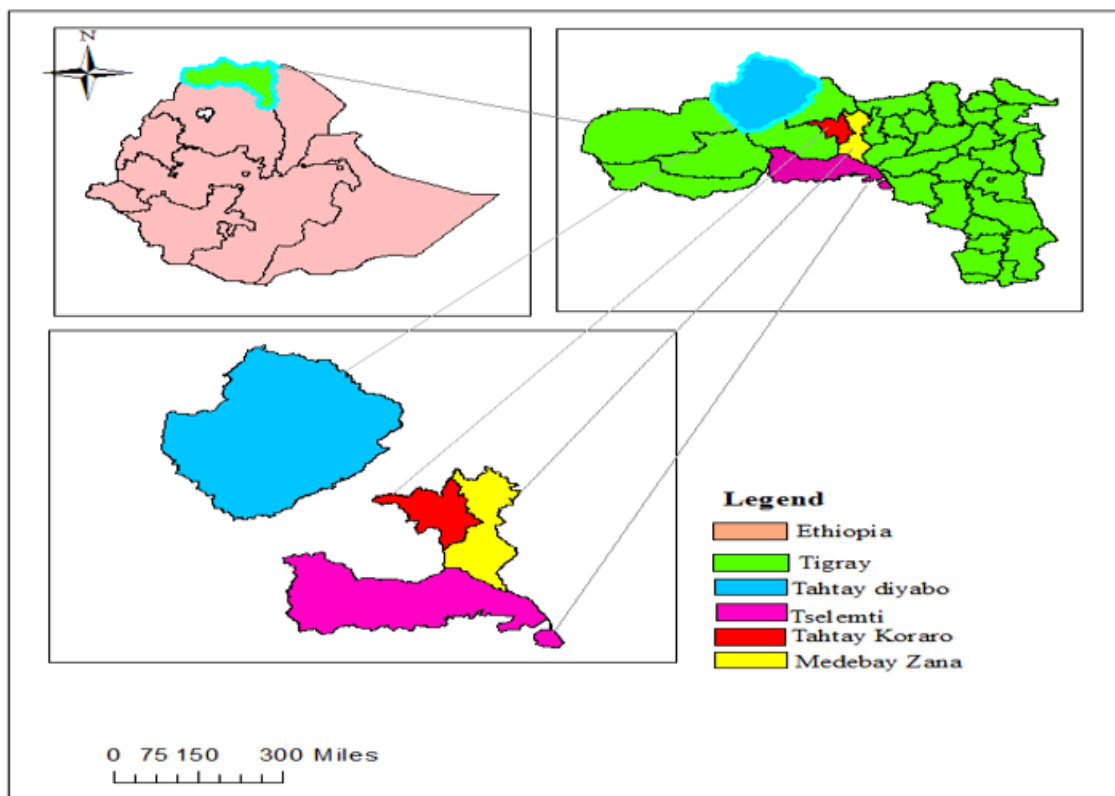 N
Legend
Ethiopia
Tigray
Tahtay diyabo
Tselemti
Tahtay Koraro
Medebay Zana
0 75 150 300 Miles